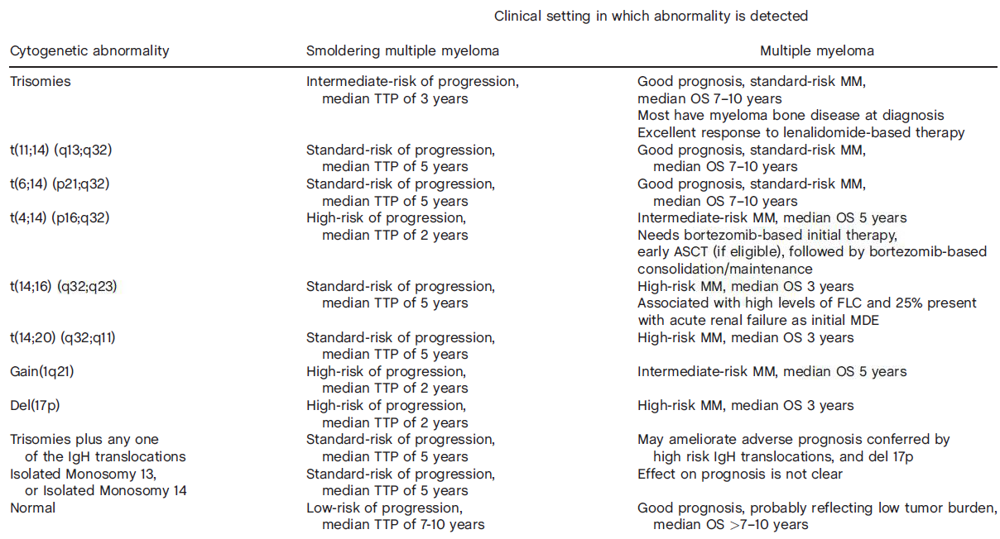 Clinical setting in which abnormality is detected
Cytogenetic abnormality Smoldering multiple myeloma Multiple myeloma
Trisomies Intermediate-risk of progression, Good prognosis, standard-risk MM,
median TTP of 3 years median OS 7–10 years
Most have myeloma bone disease at diagnosis
Excellent response to lenalidomide-based therapy
t(11;14) (q13;q32) Standard-risk of progression, Good prognosis, standard-risk MM,
median TTP of 5 years median OS 7–10 years
t(6;14) (p21;q32) Standard-risk of progression, Good prognosis, standard-risk MM,
median TTP of 5 years median OS 7–10 years
t(4;14) (p16;q32) High-risk of progression, Intermediate-risk MM, median OS 5 years
median TTP of 2 years Needs bortezomib-based initial therapy,
early ASCT (if eligible), followed by bortezomib-based
consolidation/maintenance
t(14;16) (q32;q23) Standard-risk of progression, High-risk MM, median OS 3 years
median TTP of 5 years Associated with high levels of FLC and 25% present
with acute renal failure as initial MDE
t(14;20) (q32;q11) Standard-risk of progression, High-risk MM, median OS 3 years
median TTP of 5 years
Gain(1q21) High-risk of progression, Intermediate-risk MM, median OS 5 years
median TTP of 2 years
Del(17p) High-risk of progression, High-risk MM, median OS 3 years
median TTP of 2 years
Trisomies plus any one Standard-risk of progression, May ameliorate adverse prognosis conferred by
of the IgH translocations median TTP of 5 years high risk IgH translocations, and del 17p
Isolated Monosomy 13, Standard-risk of progression, Effect on prognosis is not clear
or Isolated Monosomy 14 median TTP of 5 years
Normal Low-risk of progression, Good prognosis, probably reflecting low tumor burden,
median TTP of 7-10 years median OS >7–10 years